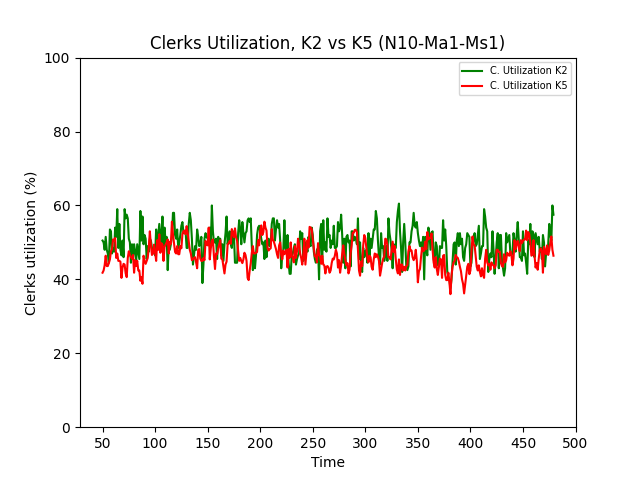 Clerks Utilization, K2 vs K5 (N10-Ma1-Ms1)
C. Utilization K2
C. Utilization K5
100
80
60
40
20
0
Clerks utilization (%)
50 100 150 200 250 300 350 400 450 500
Time